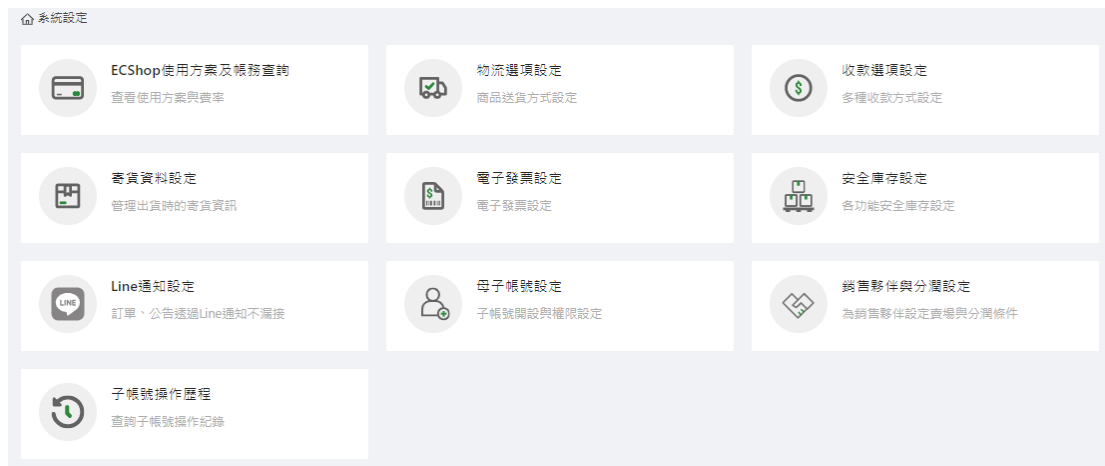 系統設定
ECShop使用方案及帳務查詢
查看使用方案與費率
物流選項設定
商品送貨方式設定
收款選項設定
多種收款方式設定
寄貨資料設定
管理出貨時的寄貨資訊
電子發票設定
電子發票設定
安全庫存設定
各功能安全庫存設定
LINE
Line通知設定
訂單、公告透過Line通知不漏接
母子帳號設定
子帳號開設與權限設定
銷售夥伴與分潤設定
為銷售夥伴設定賣場與分潤條件
子帳號操作歷程
查詢子帳號操作紀錄